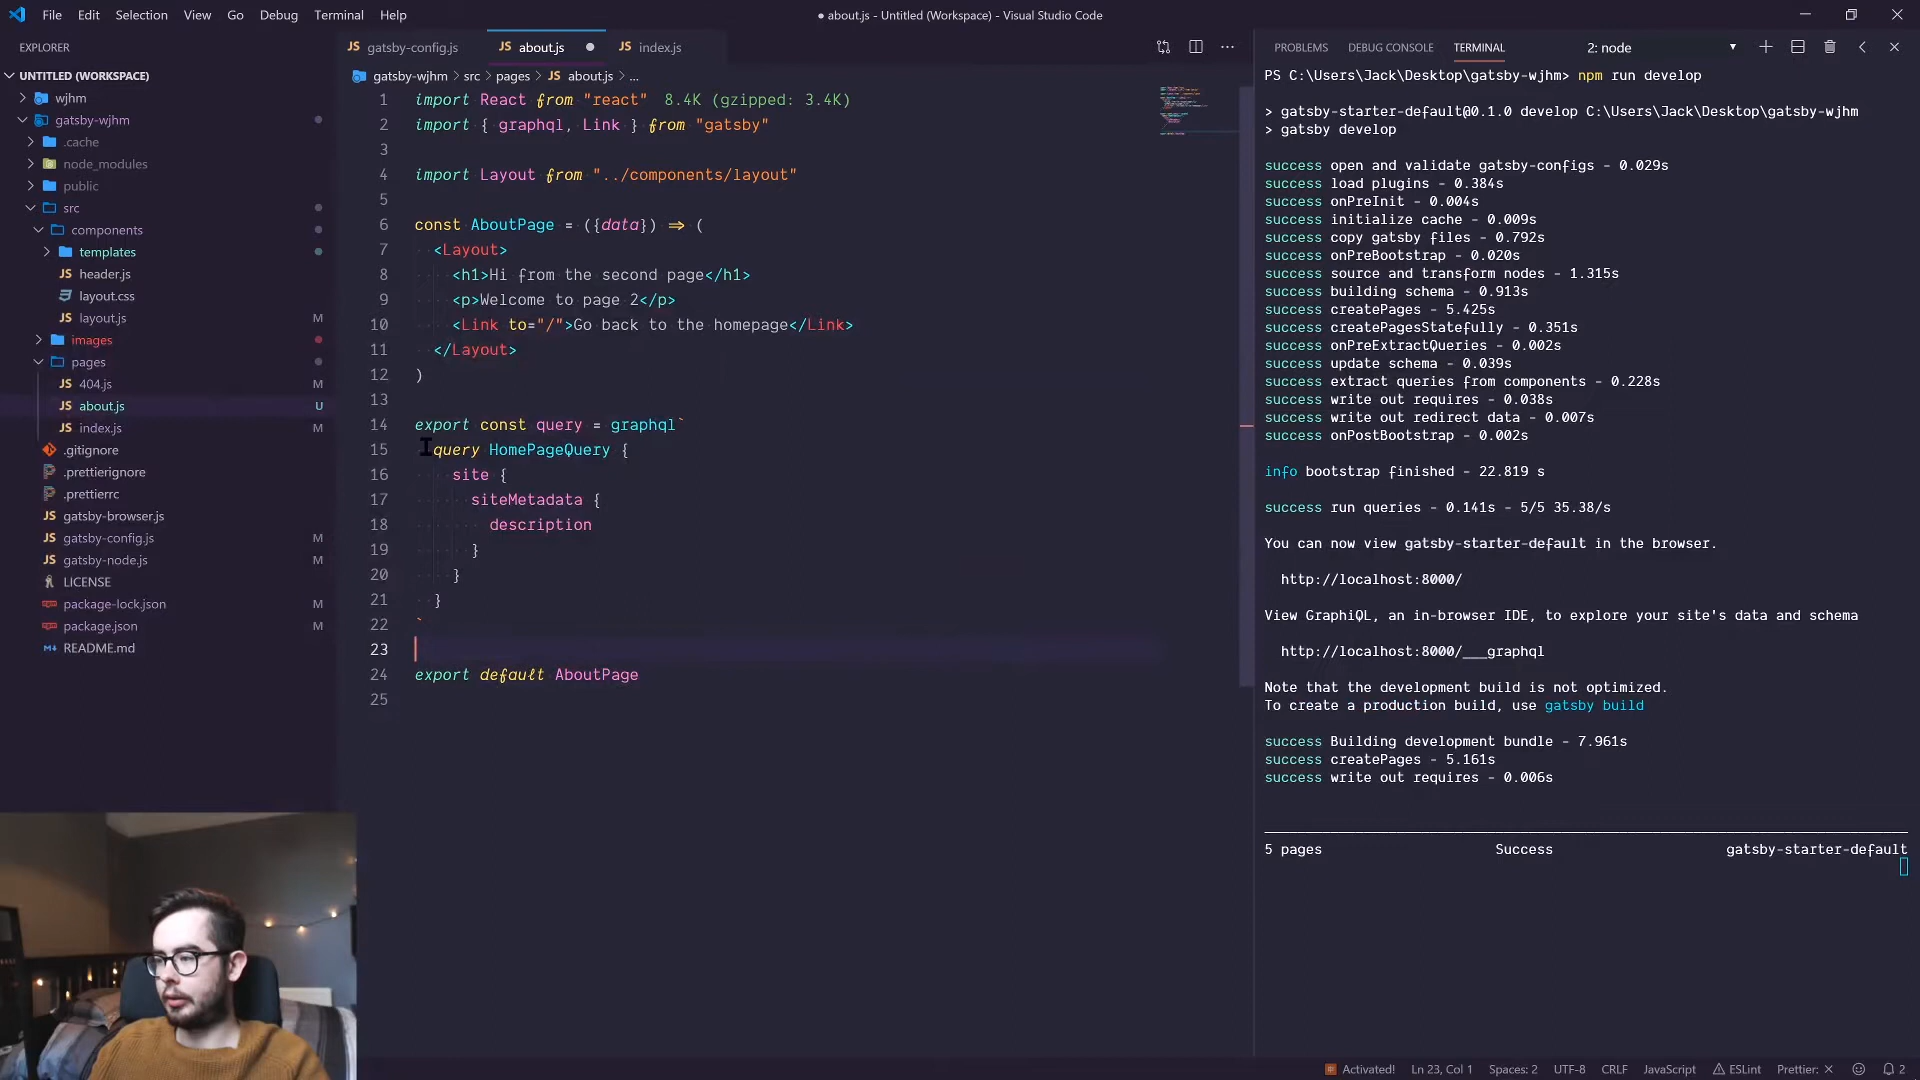 File Edit Selection View Go Debug Terminal Help
● about.js - Untitled (Workspace) - Visual Studio Code
EXPLORER
UNTITLED (WORKSPACE)
wjhm
gatsby-wjhm
.cache
node_modules
public
src
components
templates
header.js
layout.css
layout.js M
images
pages
404.js M
about.js U
index.js M
.gitignore
.prettierignore
.prettierrc
gatsby-browser.js
gatsby-config.js M
gatsby-node.js M
LICENSE
package-lock.json M
package.json M
README.md
JS gatsby-config.js JS about.js ● JS index.js
gatsby-wjhm > src > pages > JS about.js > ...
1 import React from "react" 8.4K (gzipped: 3.4K)
2 import { graphql, Link } from "gatsby"
3
4 import Layout from "../components/layout"
5
6 const AboutPage = ({data}) => (
7 <Layout>
8 <h1>Hi from the second page</h1>
9 <p>Welcome to page 2</p>
10 <Link to="/">Go back to the homepage</Link>
11 </Layout>
12 )
13
14 export const query = graphql`
15 query HomePageQuery {
16 site {
17 siteMetadata {
18 description
19 }
20 }
21 }
22 `
23
24 export default AboutPage
25
PROBLEMS DEBUG CONSOLE TERMINAL 2: node
PS C:\Users\Jack\Desktop\gatsby-wjhm> npm run develop
> gatsby-starter-default@0.1.0 develop C:\Users\Jack\Desktop\gatsby-wjhm
> gatsby develop
success open and validate gatsby-configs - 0.029s
success load plugins - 0.384s
success onPreInit - 0.004s
success initialize cache - 0.009s
success copy gatsby files - 0.792s
success onPreBootstrap - 0.020s
success source and transform nodes - 1.315s
success building schema - 0.913s
success createPages - 5.425s
success createPagesStatefully - 0.351s
success onPreExtractQueries - 0.002s
success update schema - 0.039s
success extract queries from components - 0.228s
success write out requires - 0.038s
success write out redirect data - 0.007s
success onPostBootstrap - 0.002s
info bootstrap finished - 22.819 s
success run queries - 0.141s - 5/5 35.38/s
You can now view gatsby-starter-default in the browser.
http://localhost:8000/
View GraphiQL, an in-browser IDE, to explore your site's data and schema
http://localhost:8000/___graphql
Note that the development build is not optimized.
To create a production build, use gatsby build
success Building development bundle - 7.961s
success createPages - 5.161s
success write out requires - 0.006s
5 pages Success gatsby-starter-default
Activated! Ln 23, Col 1 Spaces: 2 UTF-8 CRLF JavaScript ESLint Prettier: ✕ 2